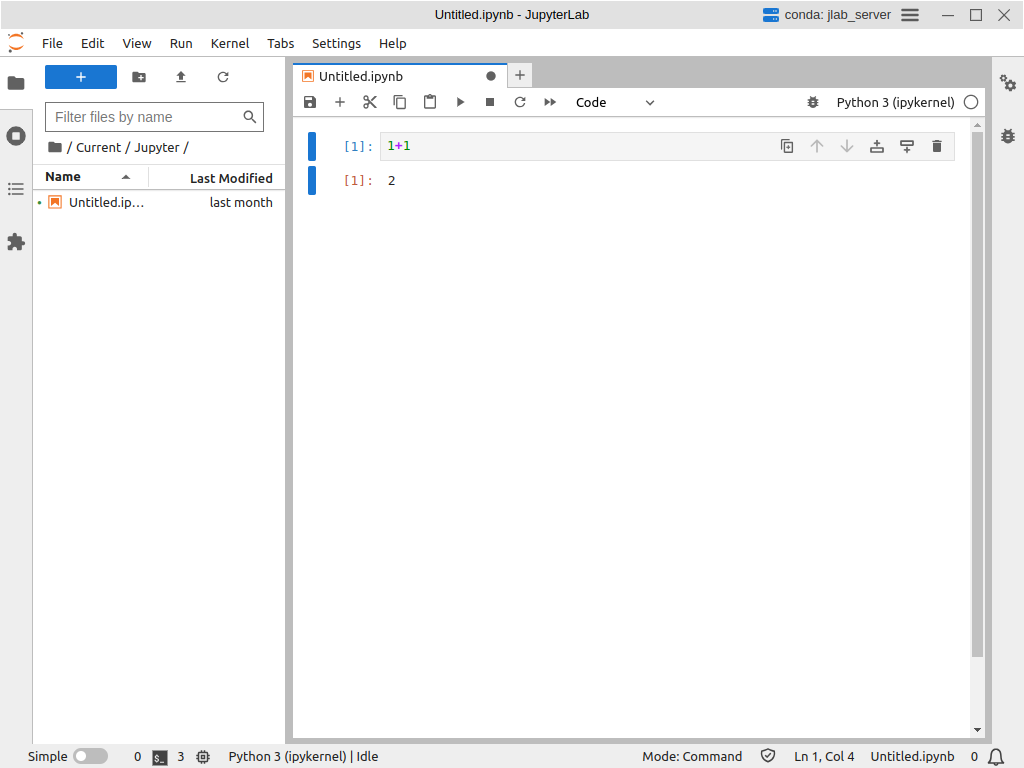 Untitled.ipynb - JupyterLab
conda: jlab_server
File Edit View Run Kernel Tabs Settings Help
Untitled.ipynb
Code
Python 3 (ipykernel)
Filter files by name
/ Current / Jupyter /
Name Last Modified
Untitled.ip… last month
[1]: 1+1
[1]: 2
Simple 0 $_ 3 Python 3 (ipykernel) | Idle Mode: Command Ln 1, Col 4 Untitled.ipynb 0